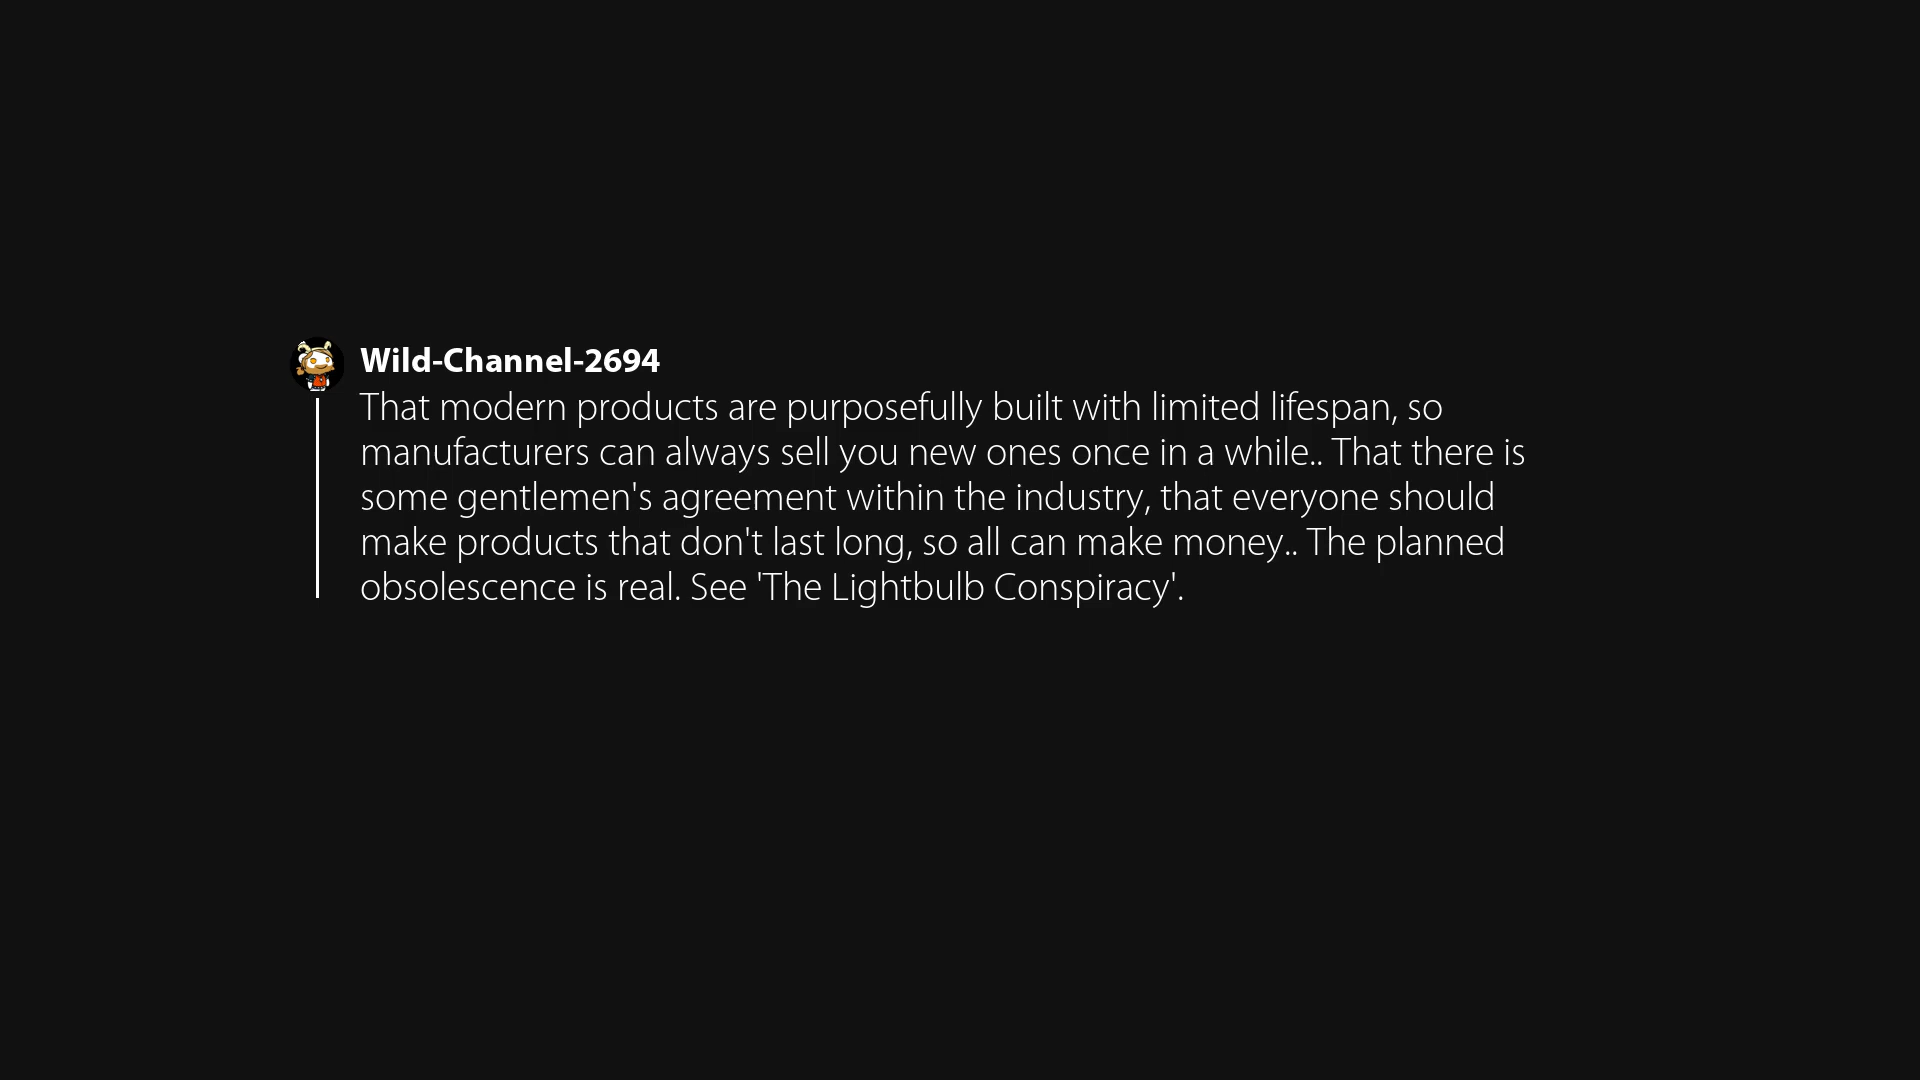 Wild-Channel-2694
That modern products are purposefully built with limited lifespan, so
manufacturers can always sell you new ones once in a while.. That there is
some gentlemen's agreement within the industry, that everyone should
make products that don't last long, so all can make money.. The planned
obsolescence is real. See 'The Lightbulb Conspiracy'.